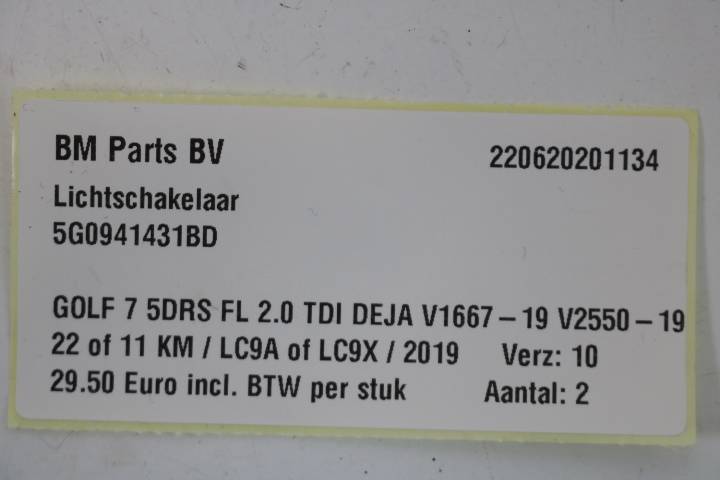 BM Parts BV 220620201134
Lichtschakelaar
5G0941431BD
GOLF 7 5DRS FL 2.0 TDI DEJA V1667 – 19 V2550 – 19
22 of 11 KM / LC9A of LC9X / 2019 Verz: 10
29.50 Euro incl. BTW per stuk Aantal: 2